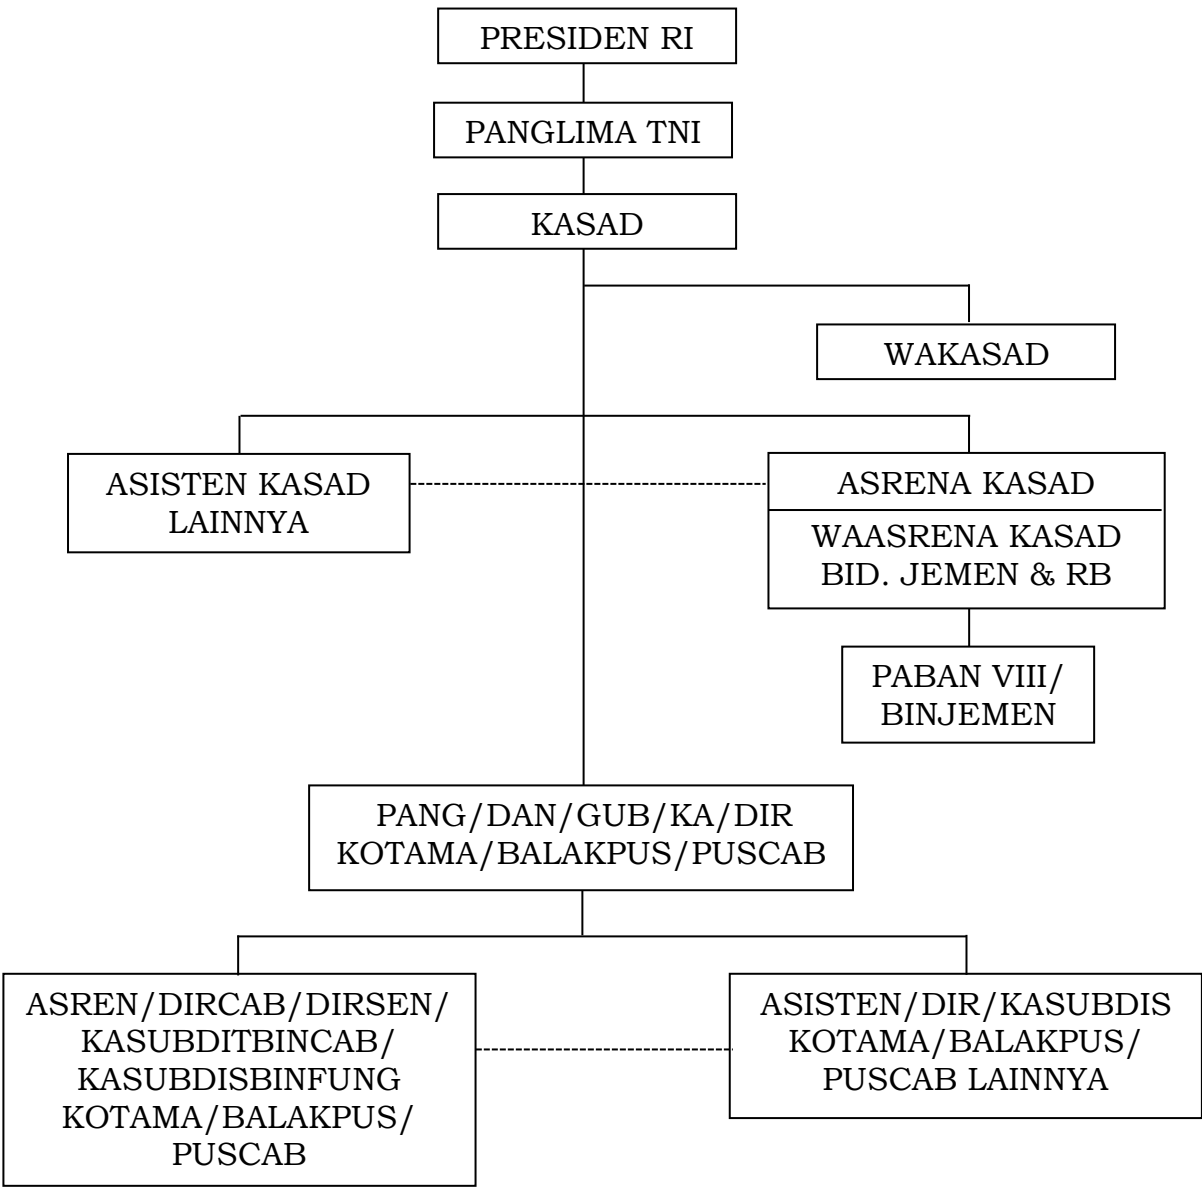 PRESIDEN RI
PANGLIMA TNI
KASAD
WAKASAD
ASISTEN KASAD
LAINNYA
ASRENA KASAD
WAASRENA KASAD
BID. JEMEN & RB
PABAN VIII/
BINJEMEN
PANG/DAN/GUB/KA/DIR
KOTAMA/BALAKPUS/PUSCAB
ASREN/DIRCAB/DIRSEN/
KASUBDITBINCAB/
KASUBDISBINFUNG
KOTAMA/BALAKPUS/
PUSCAB
ASISTEN/DIR/KASUBDIS
KOTAMA/BALAKPUS/
PUSCAB LAINNYA